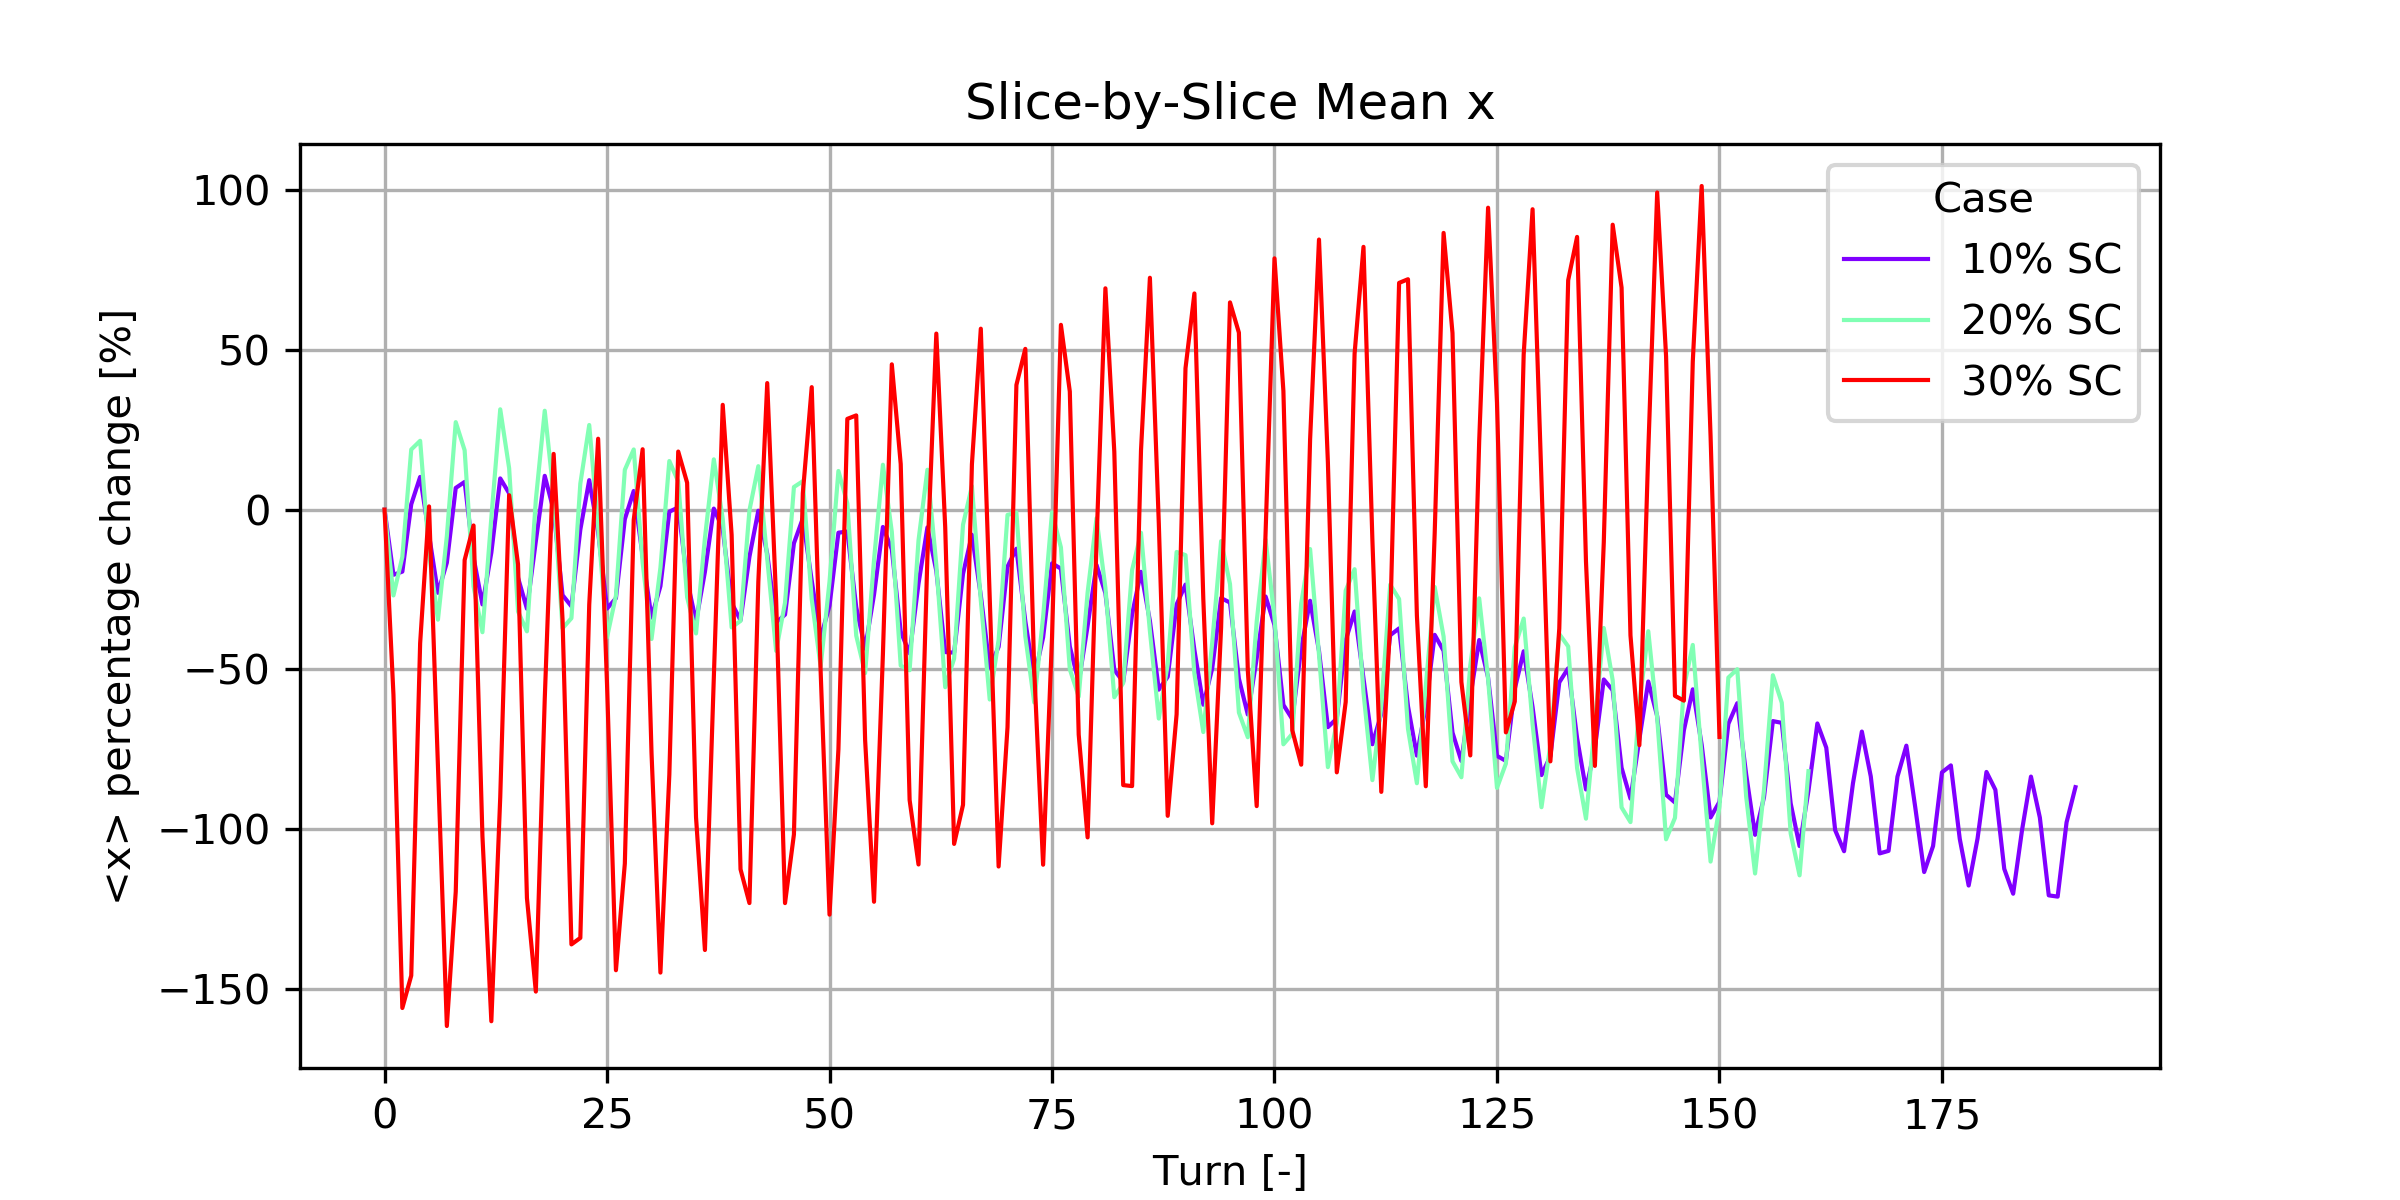 Slice-by-Slice Mean x
<x> percentage change [%]
100
50
0
−50
−100
−150
Case
10% SC
20% SC
30% SC
0 25 50 75 100 125 150 175
Turn [-]